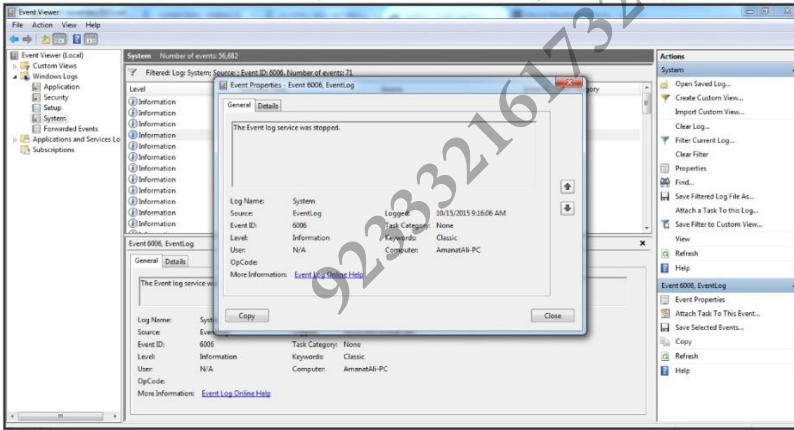 Event Viewer
File Action View Help
Event Viewer (Local)
Custom Views
Windows Logs
Application
Security
Setup
System
Forwarded Events
Applications and Services Lo
Subscriptions
System Number of events: 56,682
Filtered: Log: System; Source: ; Event ID: 6006. Number of events: 71
Level
Information
Information
Information
Information
Information
Information
Information
Information
Information
Information
Information
Information
Event 6006, EventLog
General Details
The Event log service wa
Log Name: Syste
Source: Even
Event ID: 6006 Task Category: None
Level: Information Keywords: Classic
User: N/A Computer: AmanatAli-PC
OpCode:
More Information: Event Log Online Help
Event Properties - Event 6006, EventLog
General Details
The Event log service was stopped.
Log Name: System
Source: EventLog Logged: 10/15/2015 9:16:06 AM
Event ID: 6006 Task Category: None
Level: Information Keywords: Classic
User: N/A Computer: AmanatAli-PC
OpCode:
More Information: Event Log Online Help
Copy Close
Actions
System
Open Saved Log...
Create Custom View...
Import Custom View...
Clear Log...
Filter Current Log...
Clear Filter
Properties
Find...
Save Filtered Log File As...
Attach a Task To this Log...
Save Filter to Custom View...
View
Refresh
Help
Event 6006, EventLog
Event Properties
Attach Task To This Event...
Save Selected Events...
Copy
Refresh
Help